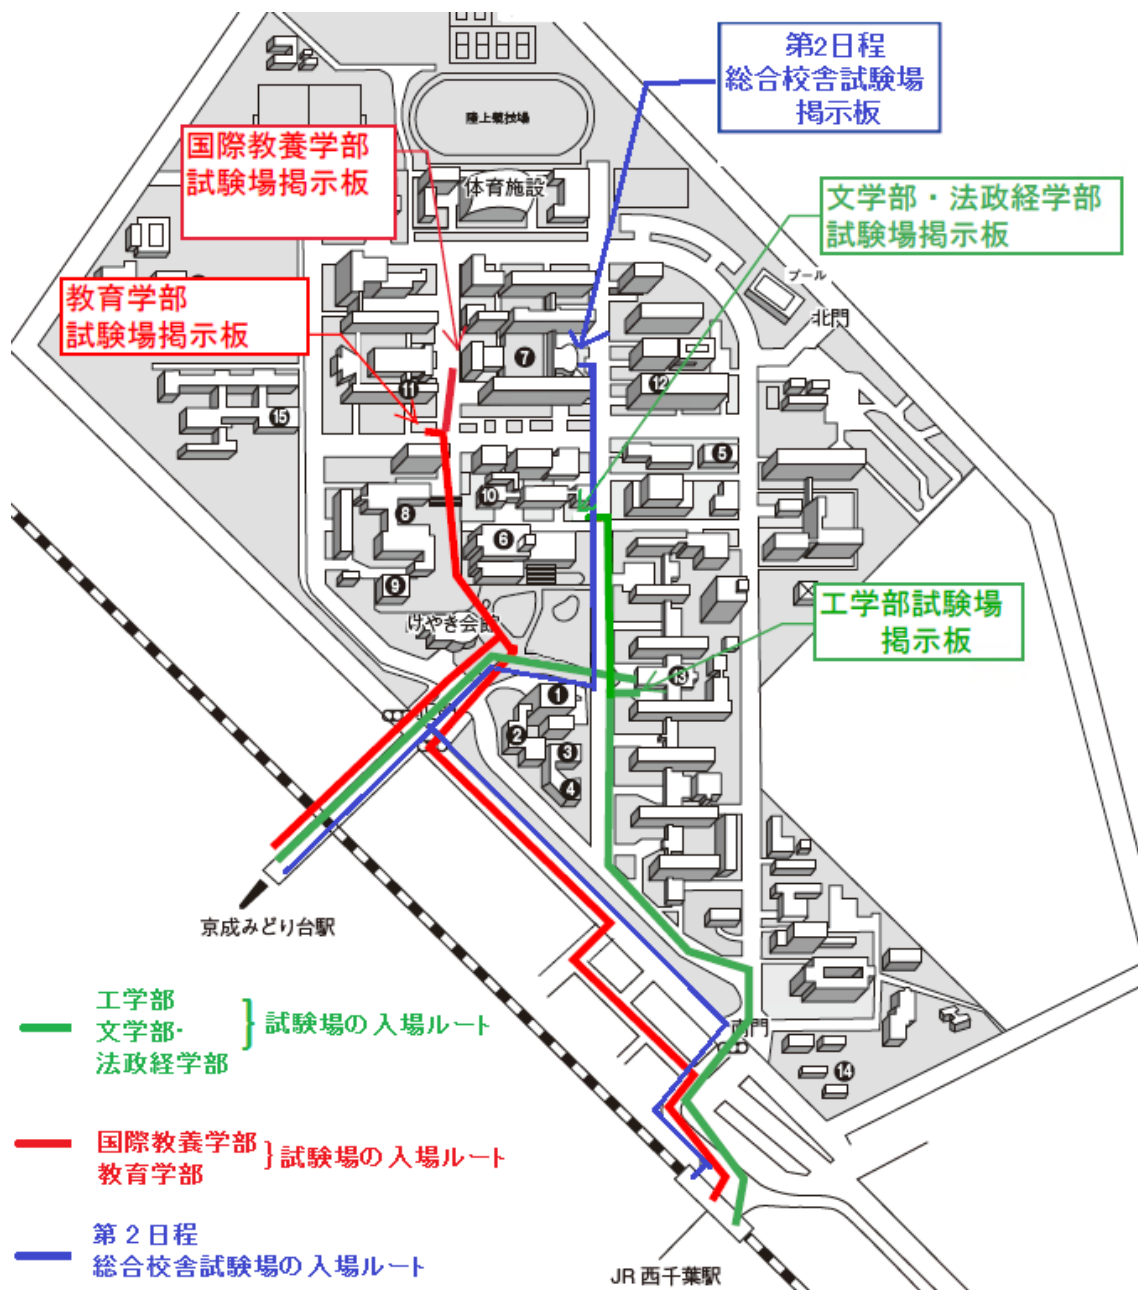 第2日程
総合校舎試験場
掲示板
陸上競技場
国際教養学部
試験場掲示板
体育施設
文学部・法政経学部
試験場掲示板
プール
教育学部
試験場掲示板
北門
7
12
11
15
5
10
8
6
9
工学部試験場
掲示板
けやき会館
13
1
2
3
4
京成みどり台駅
工学部
文学部・
法政経学部
}試験場の入場ルート
南門
14
国際教養学部
教育学部
}試験場の入場ルート
第2日程
総合校舎試験場の入場ルート
JR 西千葉駅